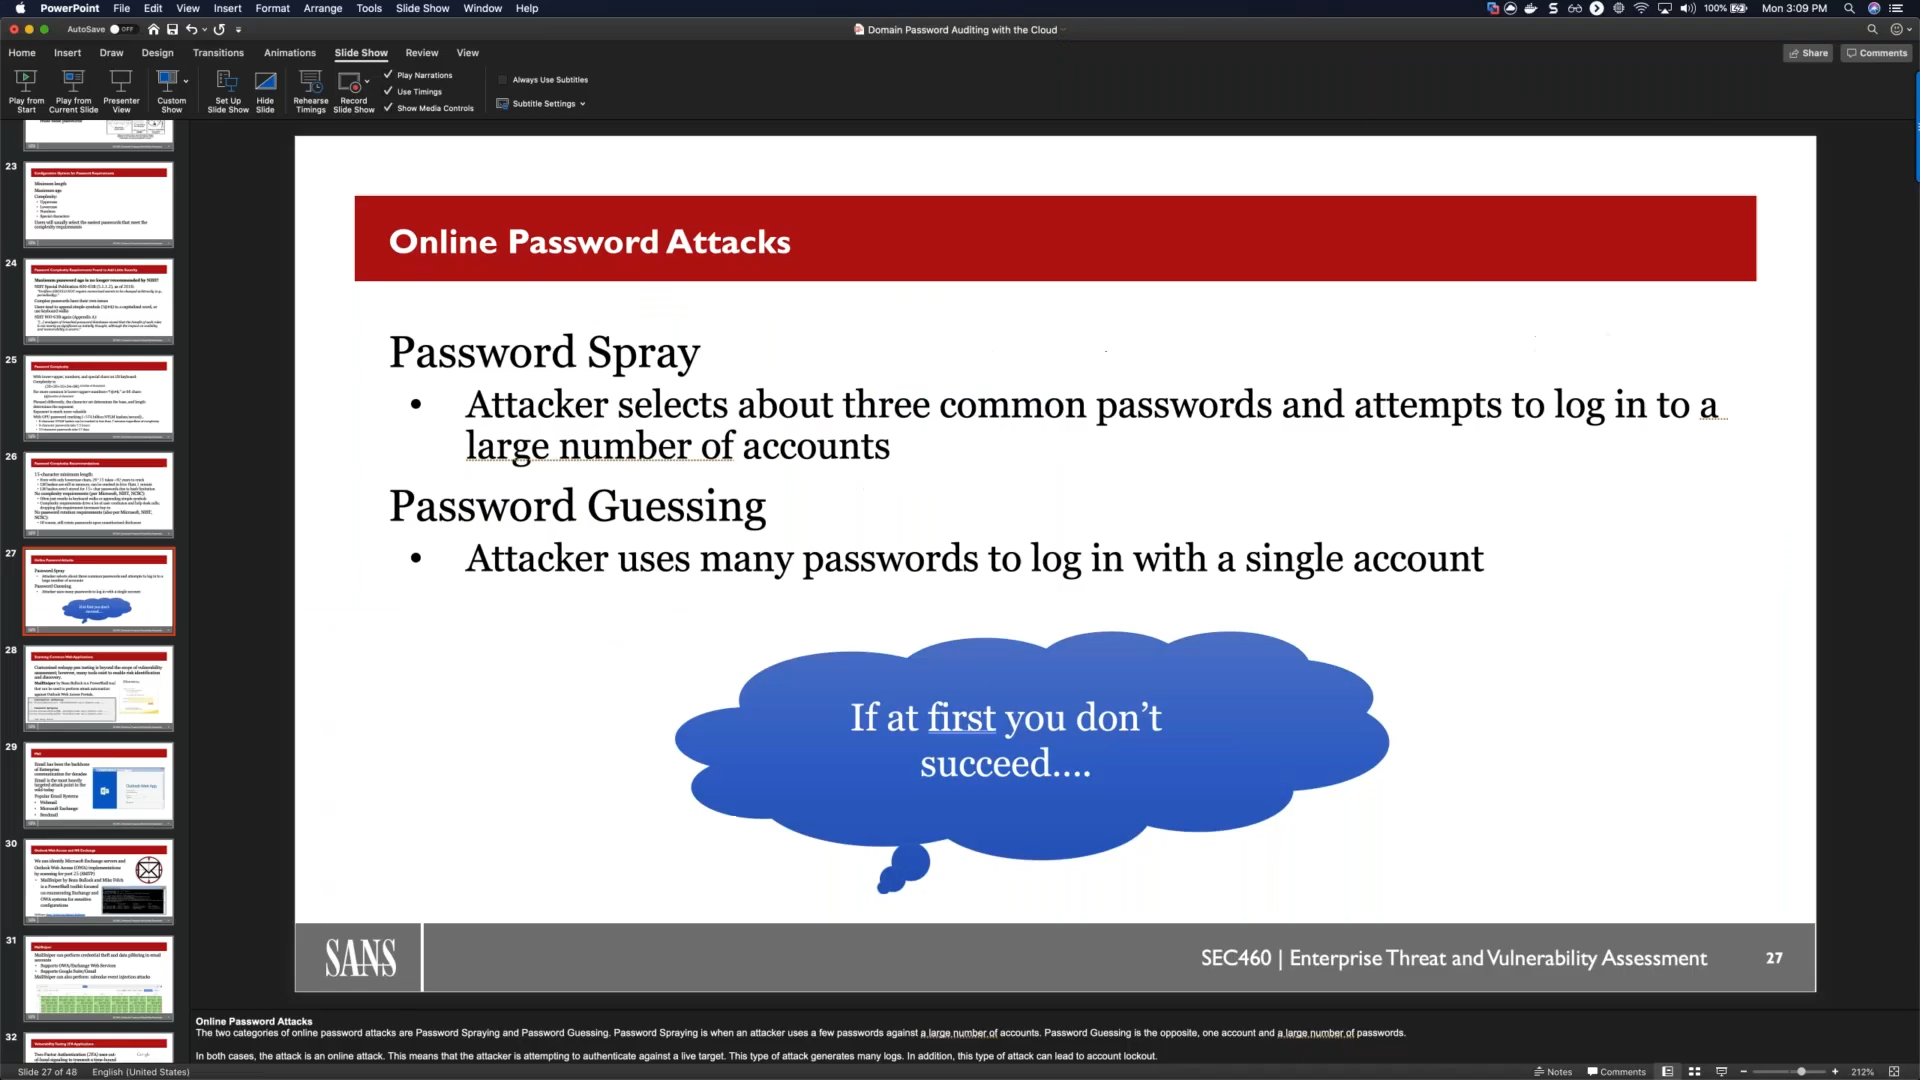 PowerPoint File Edit View Insert Format Arrange Tools Slide Show Window Help
100% Mon 3:09 PM
AutoSave OFF
Domain Password Auditing with the Cloud
Home Insert Draw Design Transitions Animations Slide Show Review View
Share Comments
Play from Start
Play from Current Slide
Presenter View
Custom Show
Set Up Slide Show
Hide Slide
Rehearse Timings
Record Slide Show
Play Narrations
Use Timings
Show Media Controls
Always Use Subtitles
Subtitle Settings
23
24
25
26
27
28
29
30
31
32
Online Password Attacks
Password Spray
• Attacker selects about three common passwords and attempts to log in to a
large number of accounts
Password Guessing
• Attacker uses many passwords to log in with a single account
If at first you don't
succeed....
SANS
SEC460 | Enterprise Threat and Vulnerability Assessment 27
Online Password Attacks
The two categories of online password attacks are Password Spraying and Password Guessing. Password Spraying is when an attacker uses a few passwords against a large number of accounts. Password Guessing is the opposite, one account and a large number of passwords.
In both cases, the attack is an online attack. This means that the attacker is attempting to authenticate against a live target. This type of attack generates many logs. In addition, this type of attack can lead to account lockout.
Slide 27 of 48 English (United States)
Notes Comments 212%